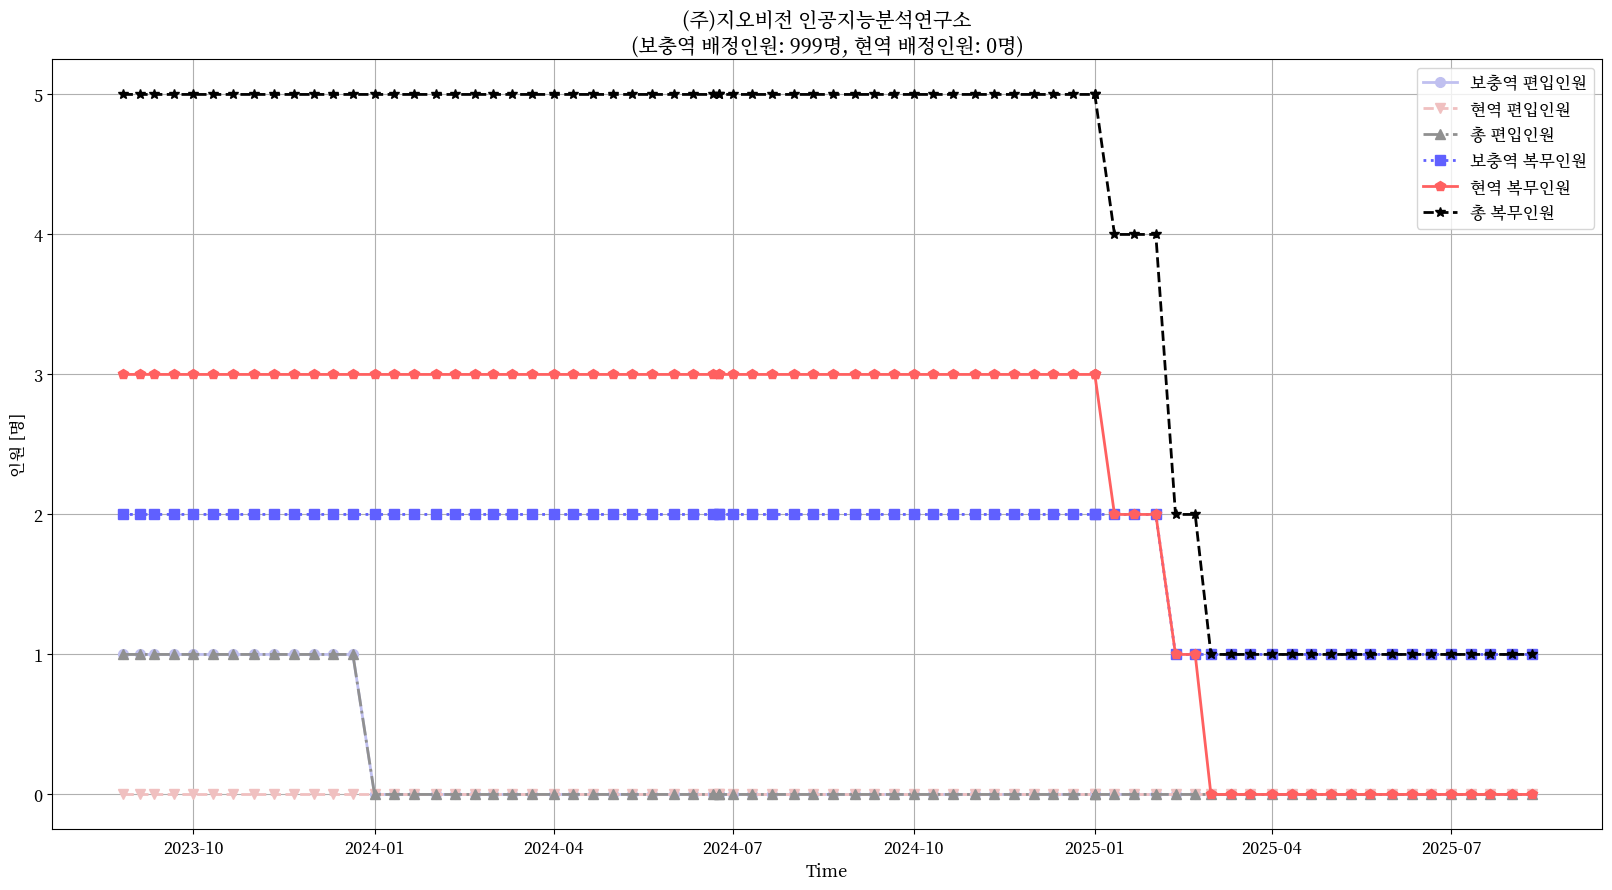 (주)지오비전 인공지능분석연구소
(보충역 배정인원: 999명, 현역 배정인원: 0명)
보충역 편입인원
현역 편입인원
총 편입인원
보충역 복무인원
현역 복무인원
총 복무인원
인원 [명]
5
4
3
2
1
0
2023-10 2024-01 2024-04 2024-07 2024-10 2025-01 2025-04 2025-07
Time